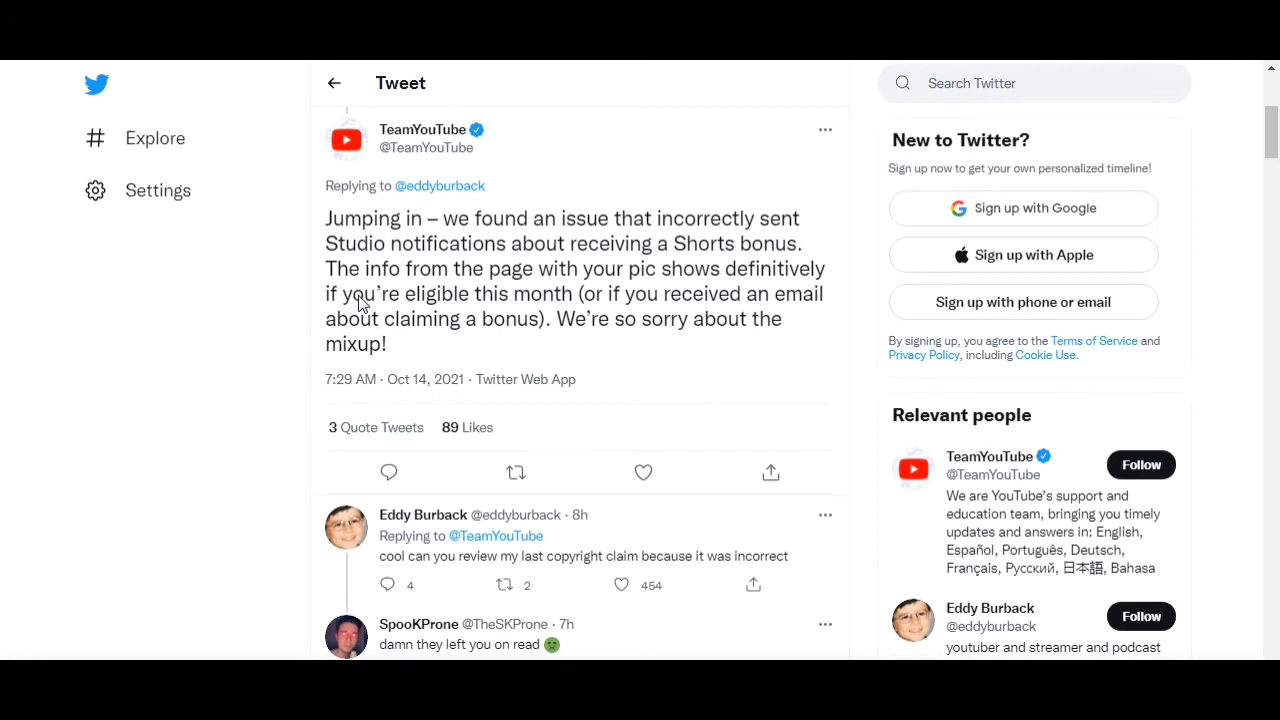 Tweet
Explore
Settings
TeamYouTube
@TeamYouTube
Replying to @eddyburback
Jumping in – we found an issue that incorrectly sent
Studio notifications about receiving a Shorts bonus.
The info from the page with your pic shows definitively
if you're eligible this month (or if you received an email
about claiming a bonus). We're so sorry about the
mixup!
7:29 AM · Oct 14, 2021 · Twitter Web App
3 Quote Tweets 89 Likes
Eddy Burback @eddyburback · 8h
Replying to @TeamYouTube
cool can you review my last copyright claim because it was incorrect
4 2 454
SpooKProne @TheSKProne · 7h
damn they left you on read 🤢
Search Twitter
New to Twitter?
Sign up now to get your own personalized timeline!
Sign up with Google
Sign up with Apple
Sign up with phone or email
By signing up, you agree to the Terms of Service and
Privacy Policy, including Cookie Use.
Relevant people
TeamYouTube
@TeamYouTube
Follow
We are YouTube's support and
education team, bringing you timely
updates and answers in: English,
Español, Português, Deutsch,
Français, Русский, 日本語, Bahasa
Eddy Burback
@eddyburback
Follow
youtuber and streamer and podcast